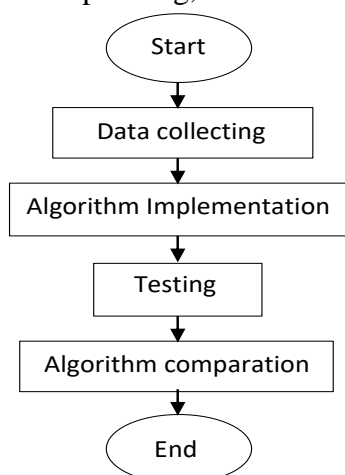 Start
Data collecting
Algorithm Implementation
Testing
Algorithm comparation
End